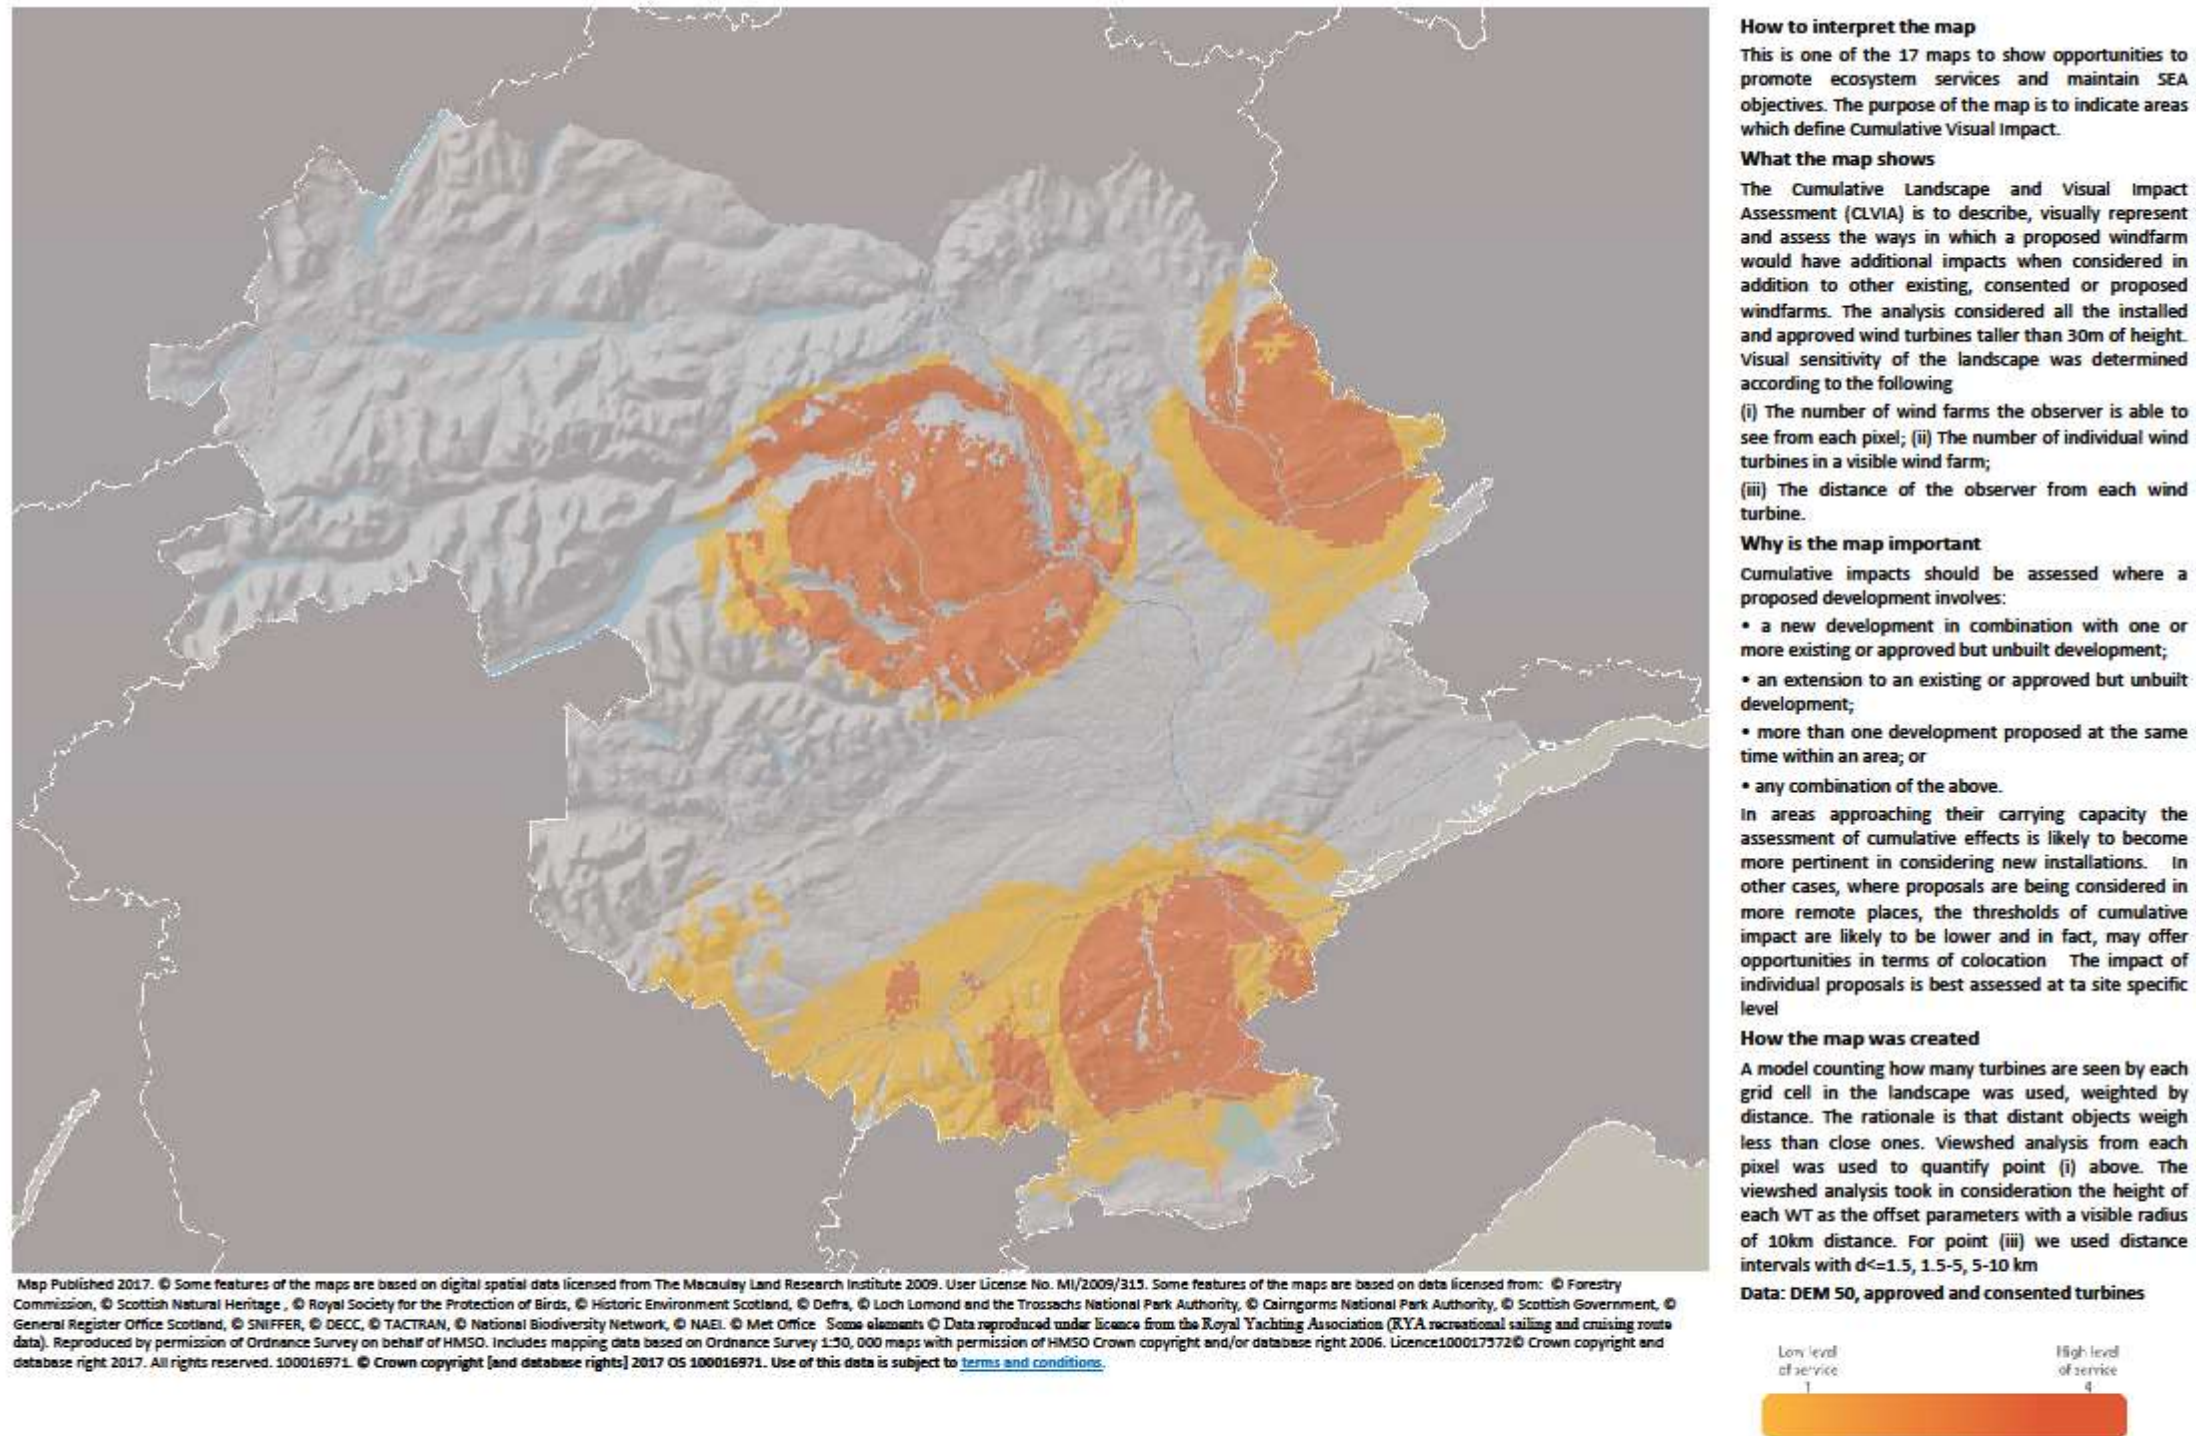 How to interpret the map
This is one of the 17 maps to show opportunities to
promote ecosystem services and maintain SEA
objectives. The purpose of the map is to indicate areas
which define Cumulative Visual Impact.
What the map shows
The Cumulative Landscape and Visual Impact
Assessment (CLVIA) is to describe, visually represent
and assess the ways in which a proposed windfarm
would have additional impacts when considered in
addition to other existing, consented or proposed
windfarms. The analysis considered all the installed
and approved wind turbines taller than 30m of height.
Visual sensitivity of the landscape was determined
according to the following
(i) The number of wind farms the observer is able to
see from each pixel; (ii) The number of individual wind
turbines in a visible wind farm;
(iii) The distance of the observer from each wind
turbine.
Why is the map important
Cumulative impacts should be assessed where a
proposed development involves:
• a new development in combination with one or
more existing or approved but unbuilt development;
• an extension to an existing or approved but unbuilt
development;
• more than one development proposed at the same
time within an area; or
• any combination of the above.
In areas approaching their carrying capacity the
assessment of cumulative effects is likely to become
more pertinent in considering new installations. In
other cases, where proposals are being considered in
more remote places, the thresholds of cumulative
impact are likely to be lower and in fact, may offer
opportunities in terms of colocation The impact of
individual proposals is best assessed at ta site specific
level
How the map was created
A model counting how many turbines are seen by each
grid cell in the landscape was used, weighted by
distance. The rationale is that distant objects weigh
less than close ones. Viewshed analysis from each
pixel was used to quantify point (i) above. The
viewshed analysis took in consideration the height of
each WT as the offset parameters with a visible radius
of 10km distance. For point (iii) we used distance
intervals with d<=1.5, 1.5-5, 5-10 km
Data: DEM 50, approved and consented turbines
Low level
of service
1
High level
of service
4
Map Published 2017. © Some features of the maps are based on digital spatial data licensed from The Macaulay Land Research Institute 2009. User License No. MI/2009/315. Some features of the maps are based on data licensed from: © Forestry
Commission, © Scottish Natural Heritage , © Royal Society for the Protection of Birds, © Historic Environment Scotland, © Defra, © Loch Lomond and the Trossachs National Park Authority, © Cairngorms National Park Authority, © Scottish Government, ©
General Register Office Scotland, © SNIFFER, © DECC, © TACTRAN, © National Biodiversity Network, © NAEI. © Met Office Some elements © Data reproduced under licence from the Royal Yachting Association (RYA recreational sailing and cruising route
data). Reproduced by permission of Ordnance Survey on behalf of HMSO. Includes mapping data based on Ordnance Survey 1:50, 000 maps with permission of HMSO Crown copyright and/or database right 2006. Licence100017572© Crown copyright and
database right 2017. All rights reserved. 100016971. © Crown copyright [and database rights] 2017 OS 100016971. Use of this data is subject to terms and conditions.